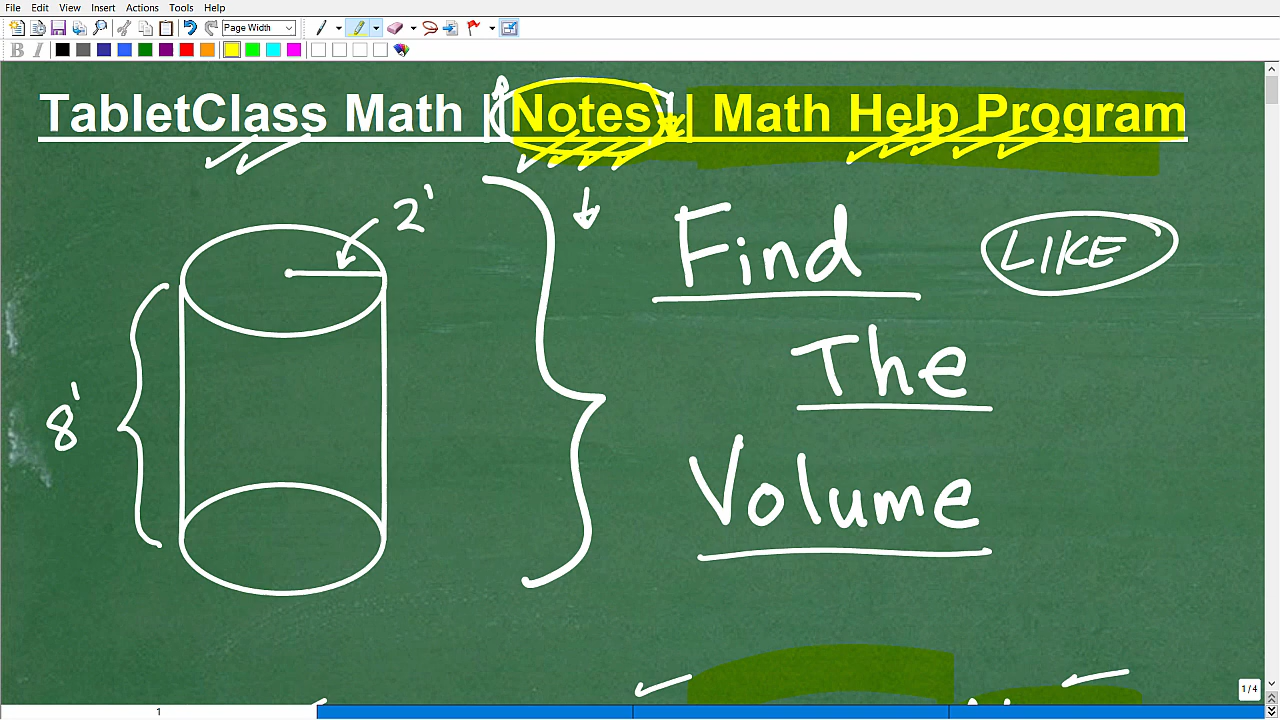 File Edit View Insert Actions Tools Help
Page Width
B I
TabletClass Math | Notes | Math Help Program
2'
Find
LIKE
The
8'
Volume
1/4
1